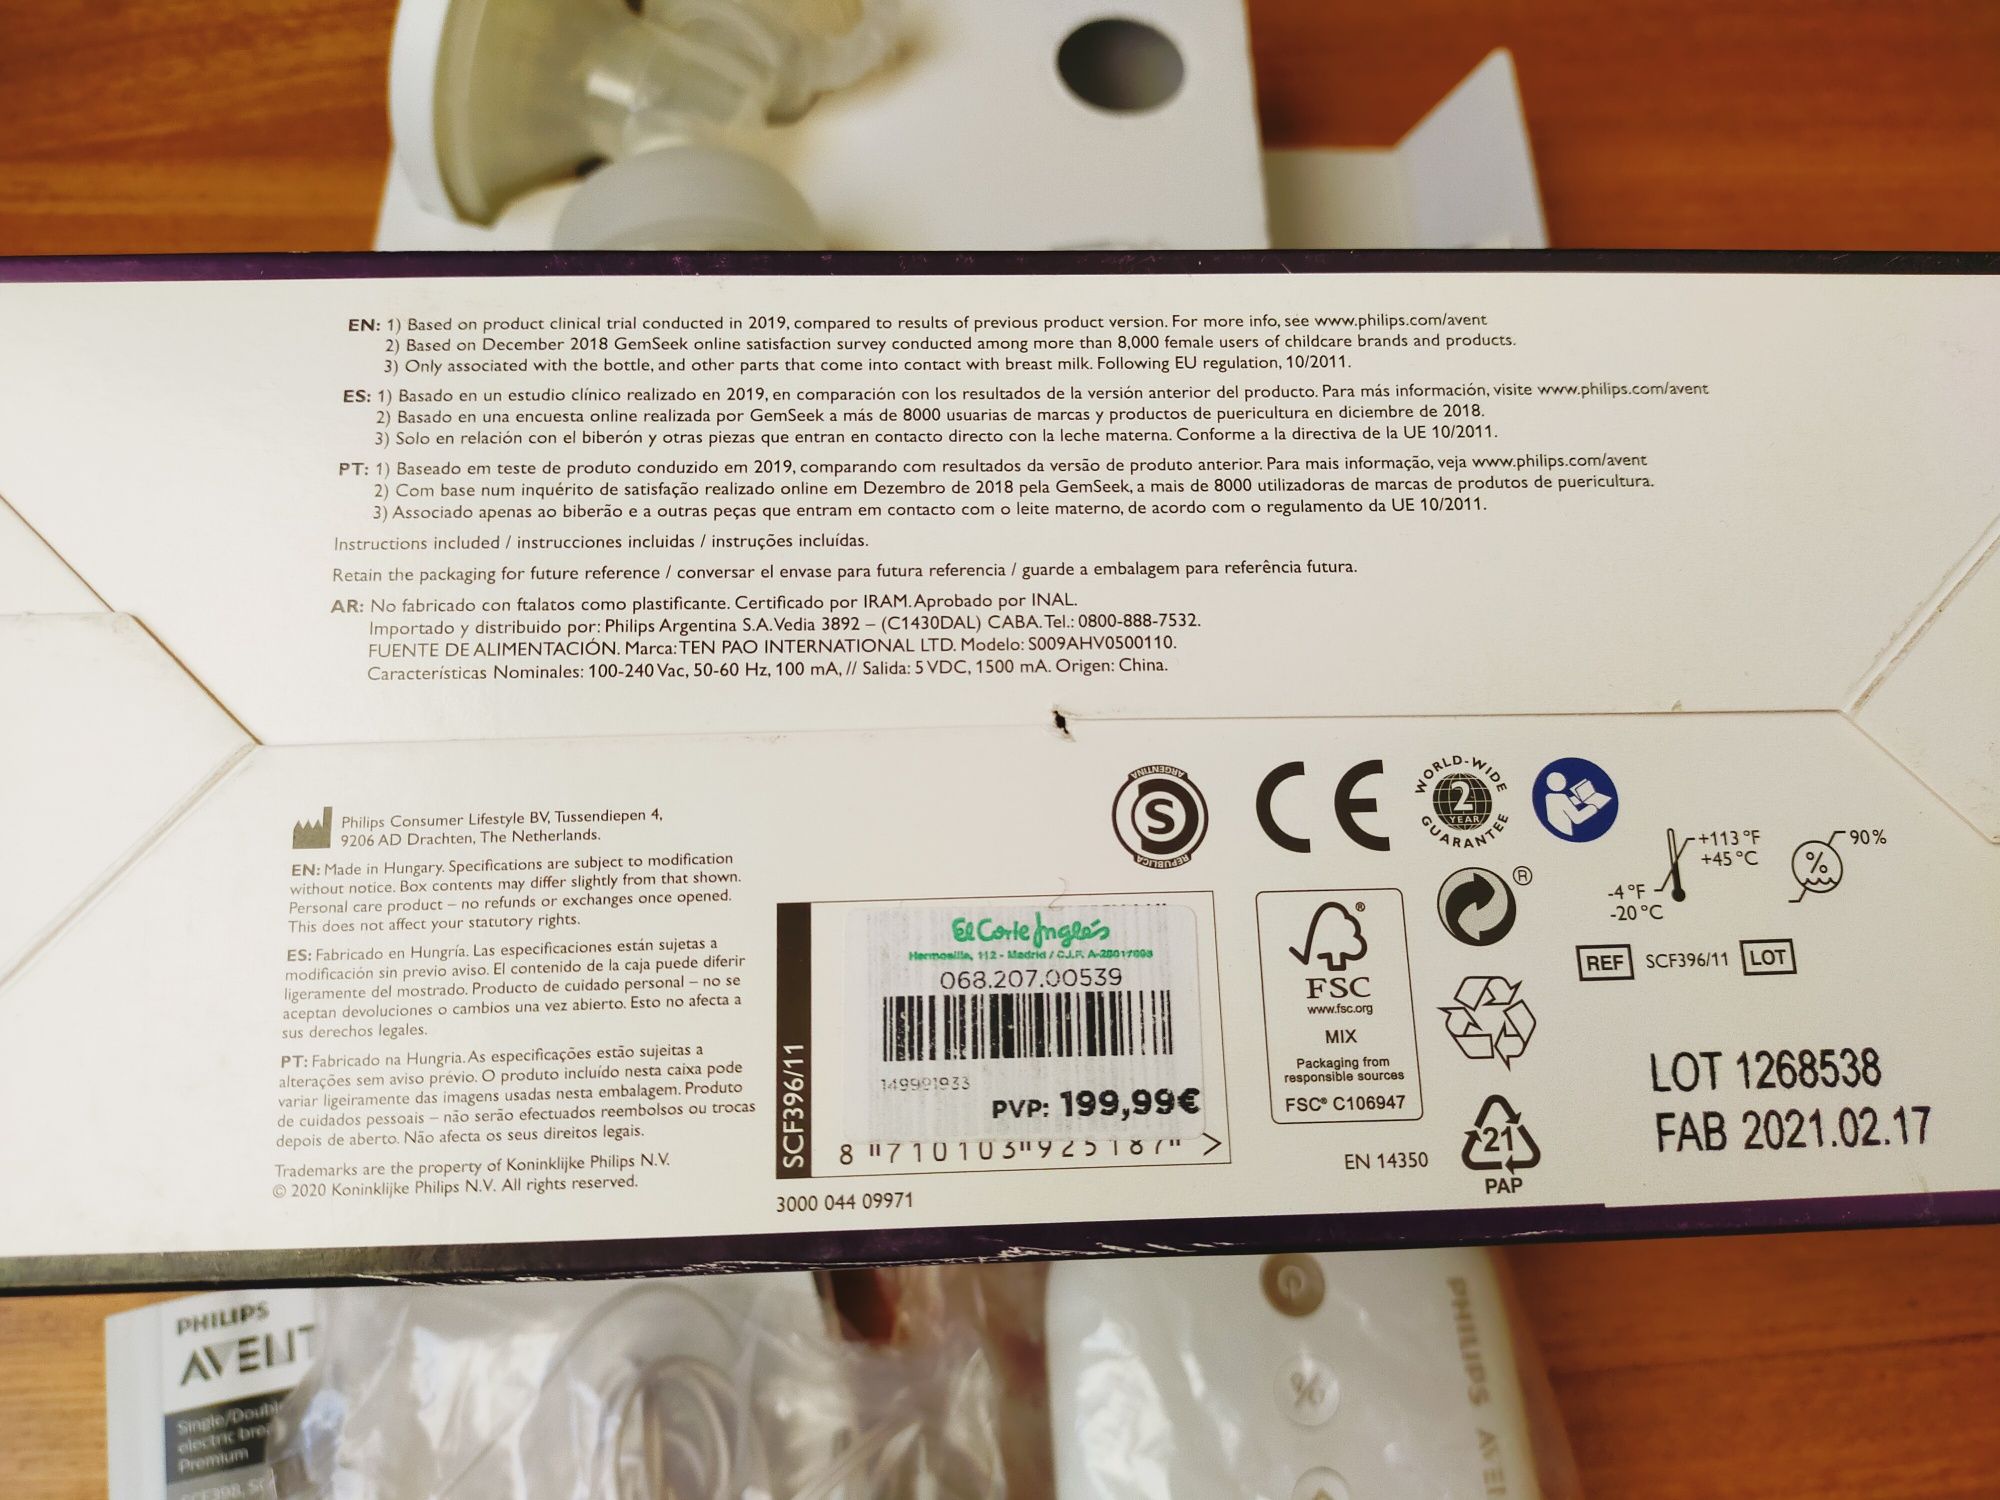 EN: 1) Based on product clinical trial conducted in 2019, compared to results of previous product version. For more info, see www.philips.com/avent
2) Based on December 2018 GemSeek online satisfaction survey conducted among more than 8,000 female users of childcare brands and products.
3) Only associated with the bottle, and other parts that come into contact with breast milk. Following EU regulation, 10/2011.
ES: 1) Basado en un estudio clínico realizado en 2019, en comparación con los resultados de la versión anterior del producto. Para más información, visite www.philips.com/avent
2) Basado en una encuesta online realizada por GemSeek a más de 8000 usuarias de marcas y productos de puericultura en diciembre de 2018.
3) Solo en relación con el biberón y otras piezas que entran en contacto directo con la leche materna. Conforme a la directiva de la UE 10/2011.
PT: 1) Baseado em teste de produto conduzido em 2019, comparando com resultados da versão de produto anterior. Para mais informação, veja www.philips.com/avent
2) Com base num inquérito de satisfação realizado online em Dezembro de 2018 pela GemSeek, a mais de 8000 utilizadoras de marcas de produtos de puericultura.
3) Associado apenas ao biberão e a outras peças que entram em contacto com o leite materno, de acordo com o regulamento da UE 10/2011.
Instructions included / instrucciones incluidas / instruções incluídas.
Retain the packaging for future reference / conversar el envase para futura referencia / guarde a embalagem para referência futura.
AR: No fabricado con ftalatos como plastificante. Certificado por IRAM. Aprobado por INAL.
Importado y distribuido por: Philips Argentina S.A. Vedia 3892 – (C1430DAL) CABA. Tel.: 0800-888-7532.
FUENTE DE ALIMENTACIÓN. Marca: TEN PAO INTERNATIONAL LTD. Modelo: S009AHV0500110.
Características Nominales: 100-240 Vac, 50-60 Hz, 100 mA, // Salida: 5 VDC, 1500 mA. Origen: China.
Philips Consumer Lifestyle BV, Tussendiepen 4,
9206 AD Drachten, The Netherlands.
EN: Made in Hungary. Specifications are subject to modification
without notice. Box contents may differ slightly from that shown.
Personal care product – no refunds or exchanges once opened.
This does not affect your statutory rights.
ES: Fabricado en Hungría. Las especificaciones están sujetas a
modificación sin previo aviso. El contenido de la caja puede diferir
ligeramente del mostrado. Producto de cuidado personal – no se
aceptan devoluciones o cambios una vez abierto. Esto no afecta a
sus derechos legales.
PT: Fabricado na Hungria. As especificações estão sujeitas a
alterações sem aviso prévio. O produto incluído nesta caixa pode
variar ligeiramente das imagens usadas nesta embalagem. Produto
de cuidados pessoais – não serão efectuados reembolsos ou trocas
depois de aberto. Não afecta os seus direitos legais.
Trademarks are the property of Koninklijke Philips N.V.
© 2020 Koninklijke Philips N.V. All rights reserved.
SCF396/11
El Corte Inglés
Hermosilla, 112 - Madrid / C.I.F. A-28017895
068.207.00539
149991933
PVP: 199,99€
8 "710103"925187" >
3000 044 09971
ARGENTINA
S
REPUBLICA
CE
WORLD-WIDE
2
YEAR
GUARANTEE
®
FSC
www.fsc.org
MIX
Packaging from
responsible sources
FSC® C106947
EN 14350
®
21
PAP
+113 °F
+45 °C
-4 °F
-20 °C
%
90%
REF SCF396/11 LOT
LOT 1268538
FAB 2021.02.17
PHILIPS
AVENT
Single/Double
electric
Premium
PHILIPS